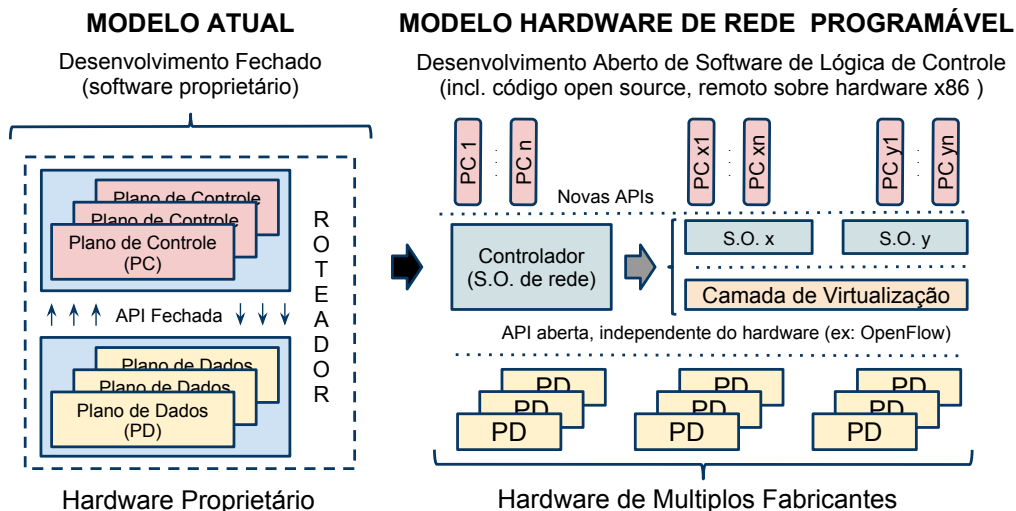 MODELO ATUAL
Desenvolvimento Fechado
(software proprietário)
Plano de Controle
Plano de Controle
Plano de Controle
(PC)
API Fechada
Plano de Dados
Plano de Dados
Plano de Dados
(PD)
ROTEADOR
Hardware Proprietário
MODELO HARDWARE DE REDE PROGRAMÁVEL
Desenvolvimento Aberto de Software de Lógica de Controle
(incl. código open source, remoto sobre hardware x86 )
PC 1
PC n
PC x1
PC xn
PC y1
PC yn
Novas APIs
Controlador
(S.O. de rede)
S.O. x
S.O. y
Camada de Virtualização
API aberta, independente do hardware (ex: OpenFlow)
PD
PD
PD
PD
PD
PD
PD
PD
PD
Hardware de Multiplos Fabricantes